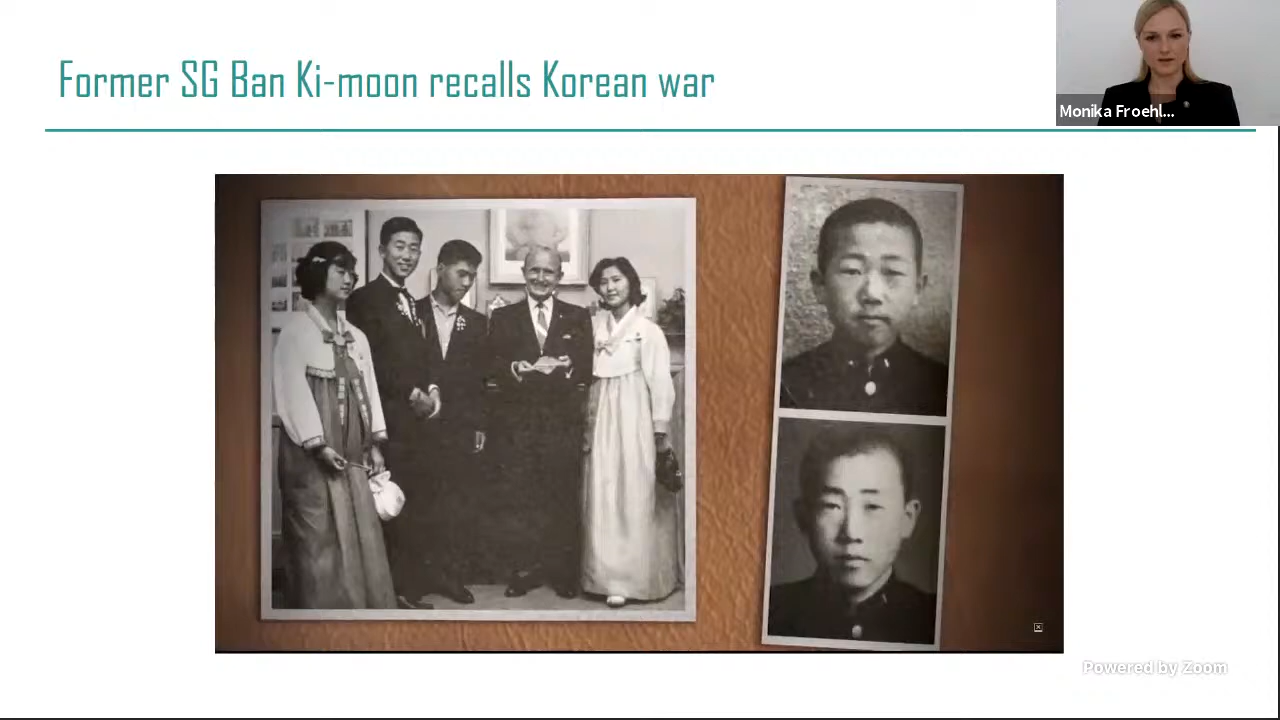 Former SG Ban Ki-moon recalls Korean war
Monika Froehl...
Powered by Zoom